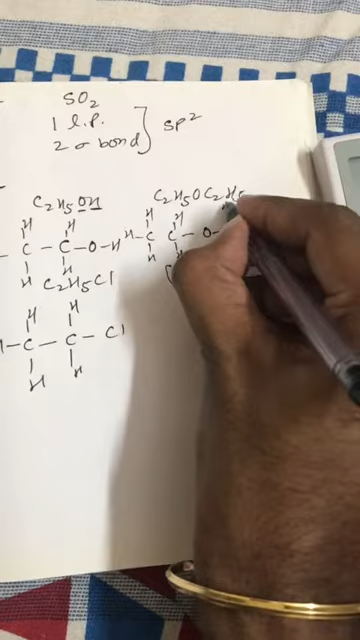 SO2
1 l.p.
2 σ bond } sp2
C2H5OH
H H
- C - C - O - H
H H
C2H5Cl
H H
- C - C - Cl
H H
C2H5OC2H5
H H
H - C - C - O -
H